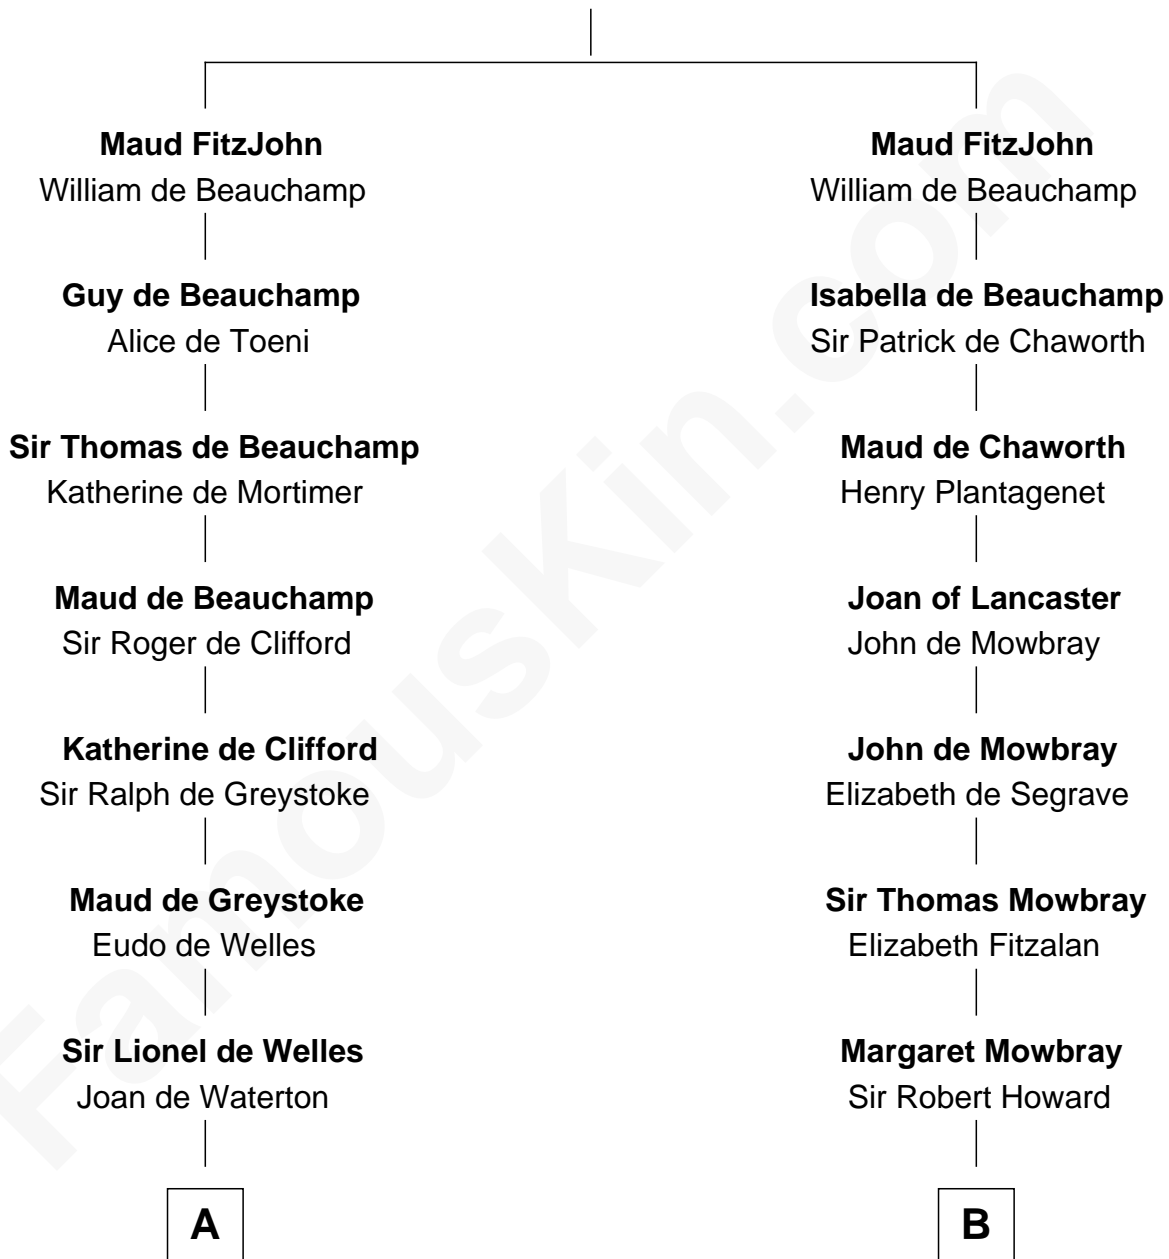 Maud FitzJohn
William de Beauchamp
Guy de Beauchamp
Alice de Toeni
Sir Thomas de Beauchamp
Katherine de Mortimer
Maud de Beauchamp
Sir Roger de Clifford
Katherine de Clifford
Sir Ralph de Greystoke
Maud de Greystoke
Eudo de Welles
Sir Lionel de Welles
Joan de Waterton
A
Maud FitzJohn
William de Beauchamp
Isabella de Beauchamp
Sir Patrick de Chaworth
Maud de Chaworth
Henry Plantagenet
Joan of Lancaster
John de Mowbray
John de Mowbray
Elizabeth de Segrave
Sir Thomas Mowbray
Elizabeth Fitzalan
Margaret Mowbray
Sir Robert Howard
B
FamousKin.com